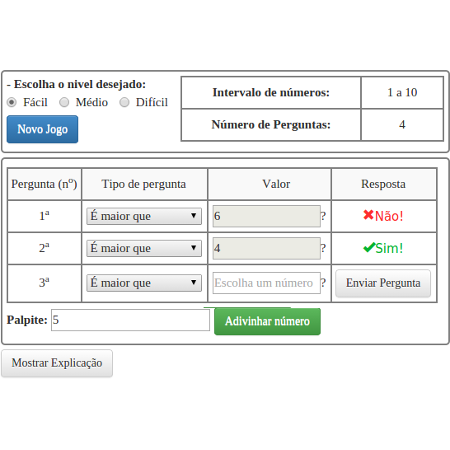 - Escolha o nivel desejado:
Fácil Médio Difícil
Novo Jogo
Intervalo de números: 1 a 10
Número de Perguntas: 4
Pergunta (nº) Tipo de pergunta Valor Resposta
1ª É maior que 6 ? Não!
2ª É maior que 4 ? Sim!
3ª É maior que Escolha um número ? Enviar Pergunta
Palpite: 5 Adivinhar número
Mostrar Explicação